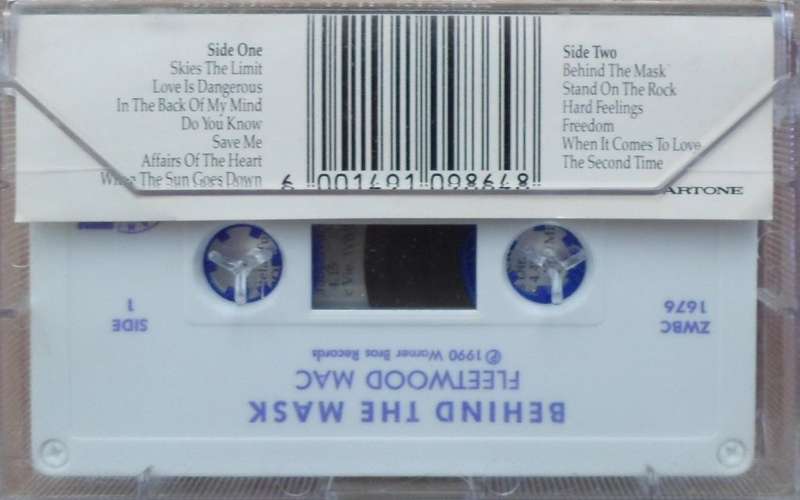 Side One
Skies The Limit
Love Is Dangerous
In The Back Of My Mind
Do You Know
Save Me
Affairs Of The Heart
When The Sun Goes Down
6 001491 098648
Side Two
Behind The Mask
Stand On The Rock
Hard Feelings
Freedom
When It Comes To Love
The Second Time
ARTONE
BEHIND THE MASK
FLEETWOOD MAC
℗ 1990 Warner Bros Records
ZWBC
1676
SIDE
1